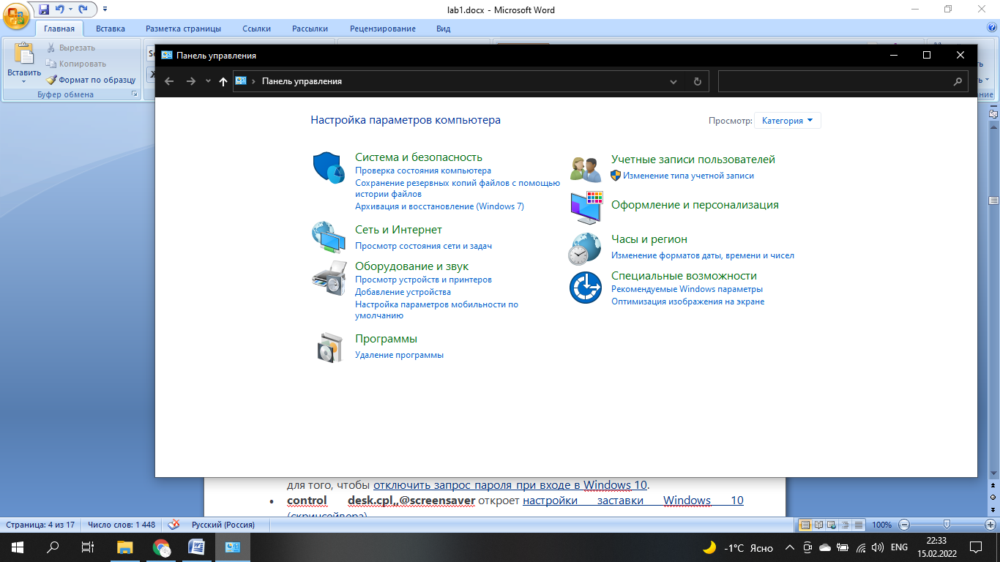 lab1.docx - Microsoft Word
Главная Вставка Разметка страницы Ссылки Рассылки Рецензирование Вид
Вставить
Вырезать
Копировать
Формат по образцу
Буфер обмена
Панель управления
Панель управления
Настройка параметров компьютера
Просмотр: Категория
Система и безопасность
Проверка состояния компьютера
Сохранение резервных копий файлов с помощью
истории файлов
Архивация и восстановление (Windows 7)
Сеть и Интернет
Просмотр состояния сети и задач
Оборудование и звук
Просмотр устройств и принтеров
Добавление устройства
Настройка параметров мобильности по
умолчанию
Программы
Удаление программы
Учетные записи пользователей
Изменение типа учетной записи
Оформление и персонализация
Часы и регион
Изменение форматов даты, времени и чисел
Специальные возможности
Рекомендуемые Windows параметры
Оптимизация изображения на экране
для того, чтобы отключить запрос пароля при входе в Windows 10.
• control desk.cpl,,@screensaver откроет настройки заставки Windows 10
(скринсейвера)
Страница: 4 из 17 Число слов: 1 448 Русский (Россия) 100%
-1°C Ясно ENG 22:33
15.02.2022